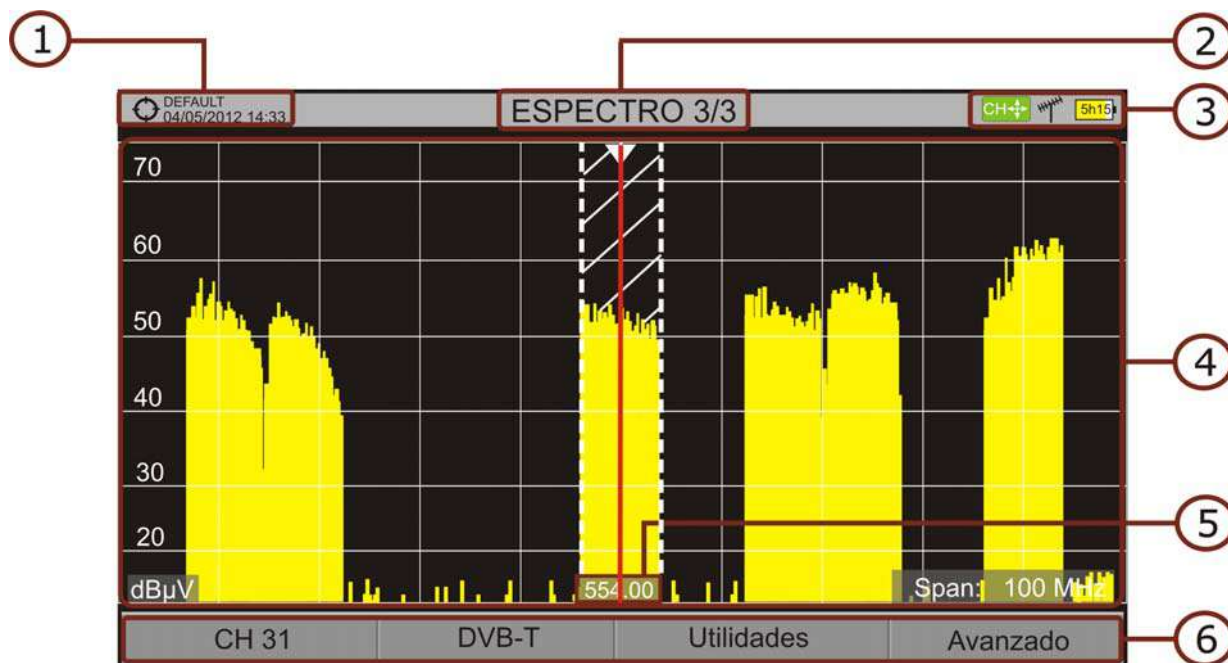 1
2
DEFAULT
04/05/2012 14:33
ESPECTRO 3/3
CH
5h15
3
70
60
50
40
30
20
4
5
dBµV
554.00
Span: 100 MHz
CH 31
DVB-T
Utilidades
Avanzado
6